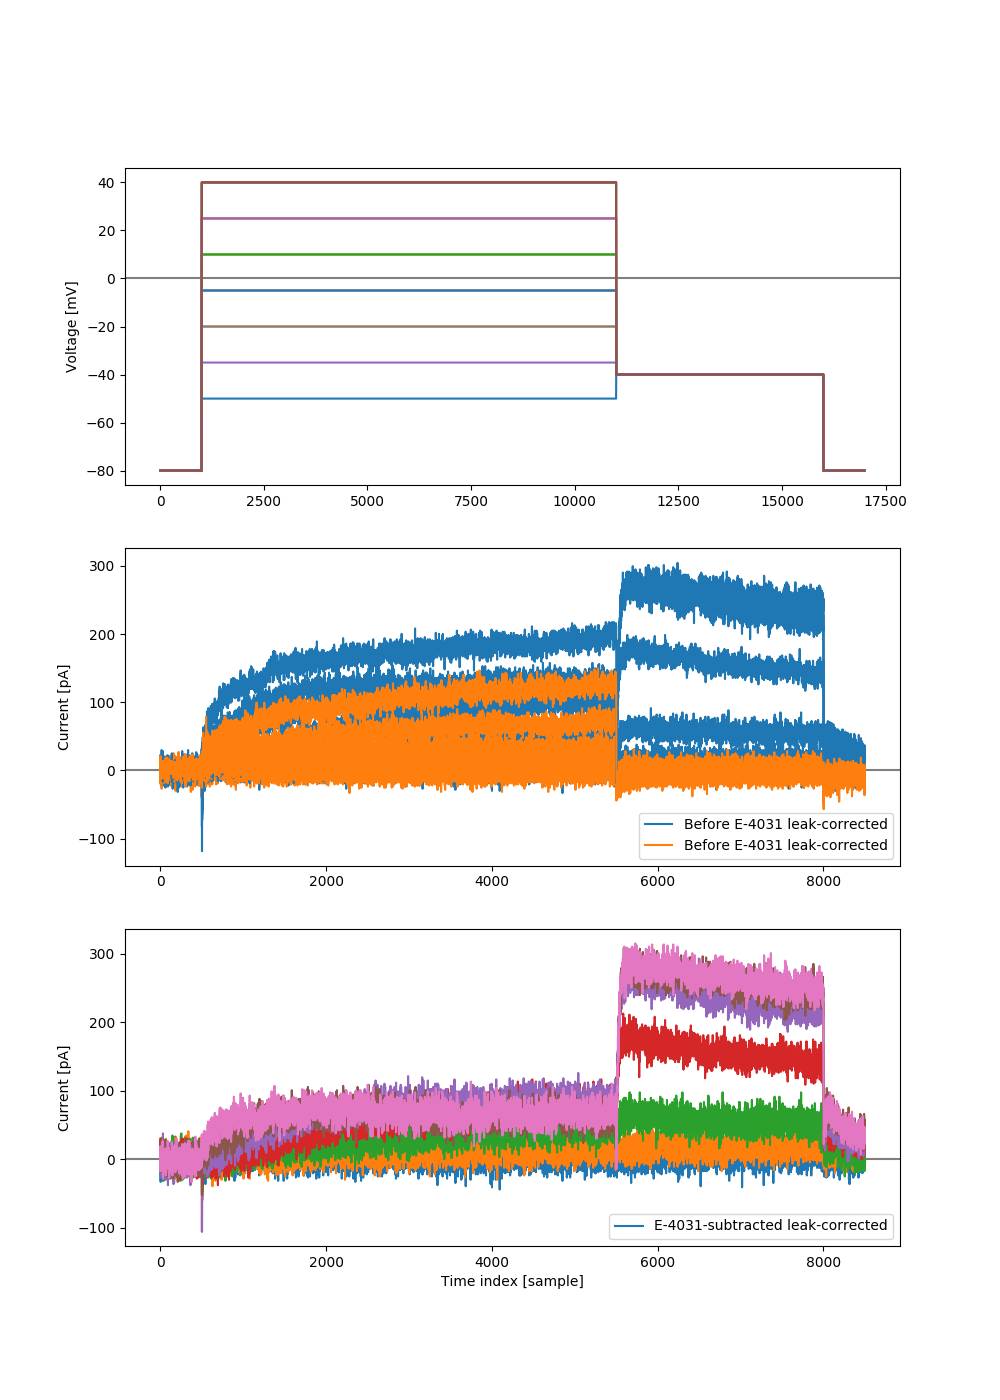 40
20
0
−20
−40
−60
−80
Voltage [mV]
0 2500 5000 7500 10000 12500 15000 17500
300
200
100
0
−100
Current [pA]
Before E-4031 leak-corrected
Before E-4031 leak-corrected
0 2000 4000 6000 8000
300
200
100
0
−100
Current [pA]
E-4031-subtracted leak-corrected
0 2000 4000 6000 8000
Time index [sample]